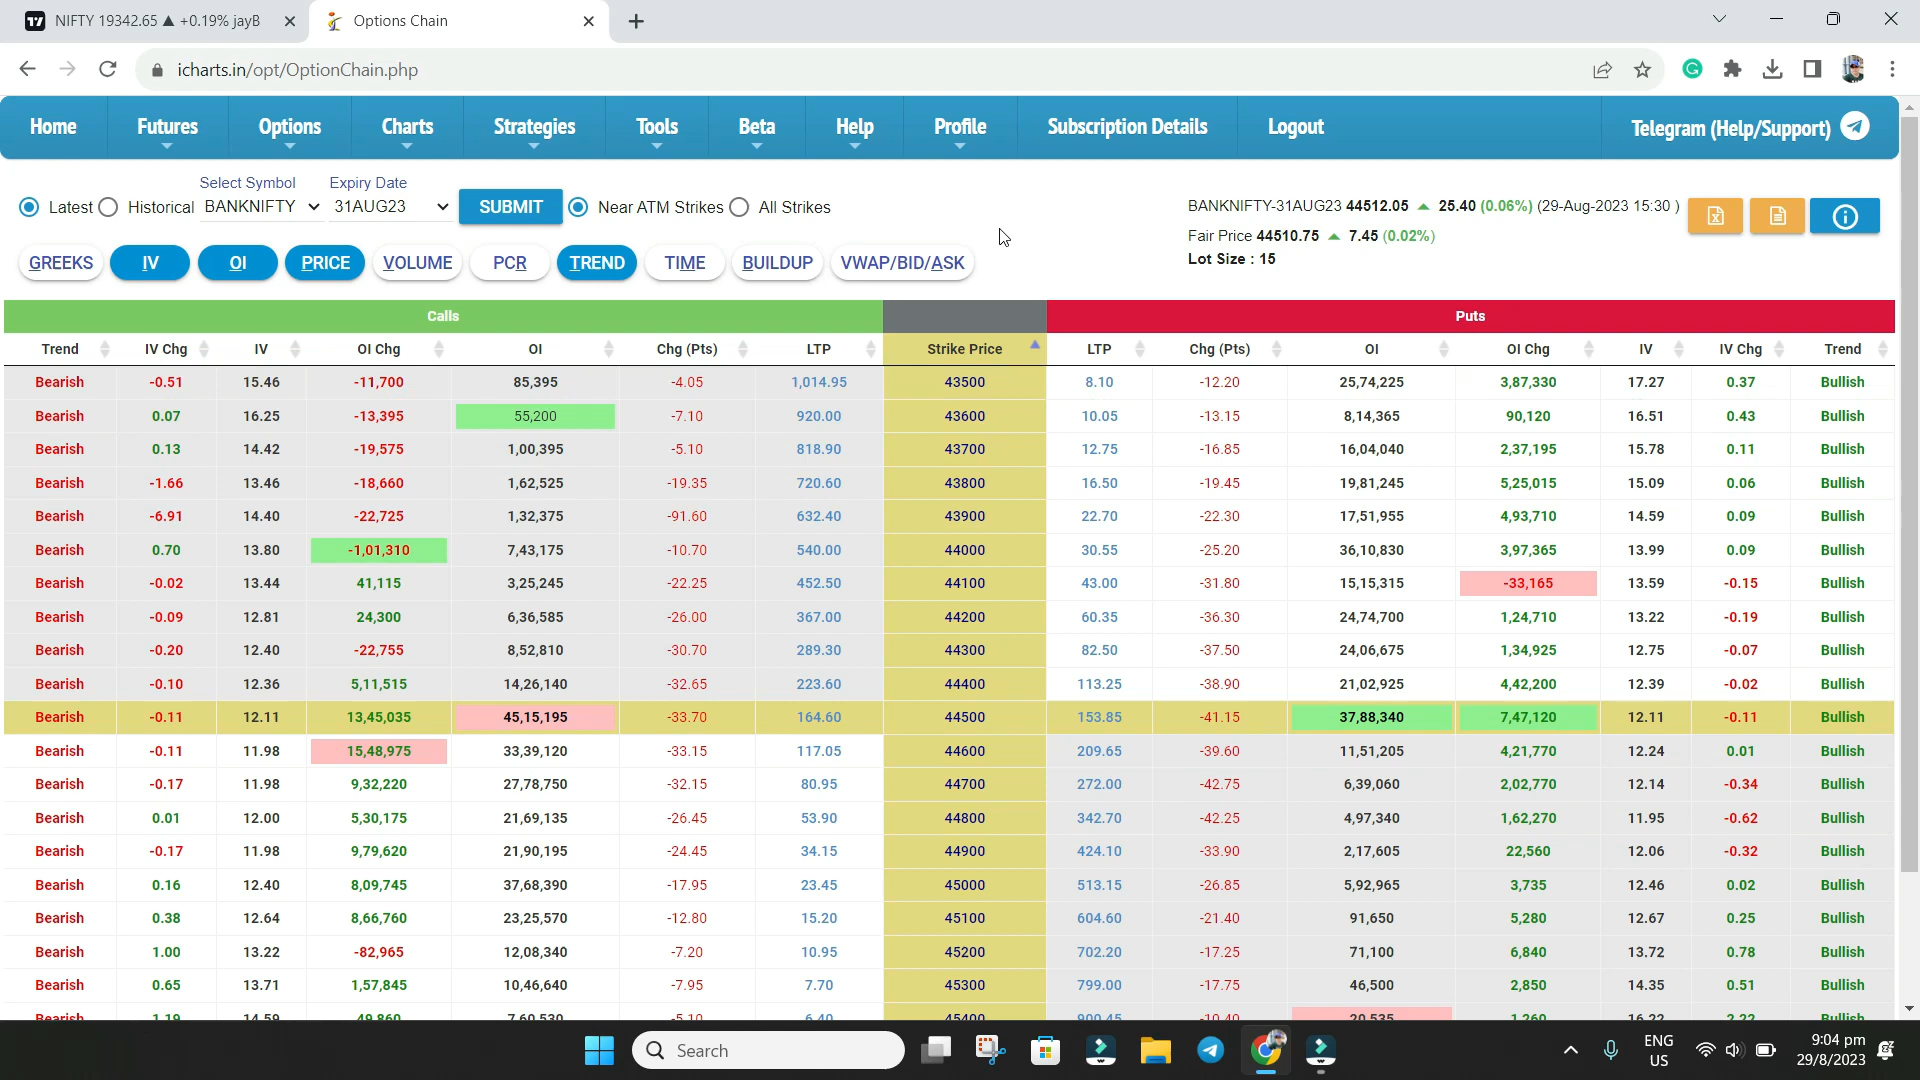 NIFTY 19342.65 ▲ +0.19% jayB
Options Chain
icharts.in/opt/OptionChain.php
Home Futures Options Charts Strategies Tools Beta Help Profile Subscription Details Logout Telegram (Help/Support)
Select Symbol Expiry Date
Latest Historical BANKNIFTY 31AUG23 SUBMIT Near ATM Strikes All Strikes
BANKNIFTY-31AUG23 44512.05 ▲ 25.40 (0.06%) (29-Aug-2023 15:30 )
Fair Price 44510.75 ▲ 7.45 (0.02%)
Lot Size : 15
GREEKS IV OI PRICE VOLUME PCR TREND TIME BUILDUP VWAP/BID/ASK
Calls Puts
Trend IV Chg IV OI Chg OI Chg (Pts) LTP Strike Price LTP Chg (Pts) OI OI Chg IV IV Chg Trend
Bearish -0.51 15.46 -11,700 85,395 -4.05 1,014.95 43500 8.10 -12.20 25,74,225 3,87,330 17.27 0.37 Bullish
Bearish 0.07 16.25 -13,395 55,200 -7.10 920.00 43600 10.05 -13.15 8,14,365 90,120 16.51 0.43 Bullish
Bearish 0.13 14.42 -19,575 1,00,395 -5.10 818.90 43700 12.75 -16.85 16,04,040 2,37,195 15.78 0.11 Bullish
Bearish -1.66 13.46 -18,660 1,62,525 -19.35 720.60 43800 16.50 -19.45 19,81,245 5,25,015 15.09 0.06 Bullish
Bearish -6.91 14.40 -22,725 1,32,375 -91.60 632.40 43900 22.70 -22.30 17,51,955 4,93,710 14.59 0.09 Bullish
Bearish 0.70 13.80 -1,01,310 7,43,175 -10.70 540.00 44000 30.55 -25.20 36,10,830 3,97,365 13.99 0.09 Bullish
Bearish -0.02 13.44 41,115 3,25,245 -22.25 452.50 44100 43.00 -31.80 15,15,315 -33,165 13.59 -0.15 Bullish
Bearish -0.09 12.81 24,300 6,36,585 -26.00 367.00 44200 60.35 -36.30 24,74,700 1,24,710 13.22 -0.19 Bullish
Bearish -0.20 12.40 -22,755 8,52,810 -30.70 289.30 44300 82.50 -37.50 24,06,675 1,34,925 12.75 -0.07 Bullish
Bearish -0.10 12.36 5,11,515 14,26,140 -32.65 223.60 44400 113.25 -38.90 21,02,925 4,42,200 12.39 -0.02 Bullish
Bearish -0.11 12.11 13,45,035 45,15,195 -33.70 164.60 44500 153.85 -41.15 37,88,340 7,47,120 12.11 -0.11 Bullish
Bearish -0.11 11.98 15,48,975 33,39,120 -33.15 117.05 44600 209.65 -39.60 11,51,205 4,21,770 12.24 0.01 Bullish
Bearish -0.17 11.98 9,32,220 27,78,750 -32.15 80.95 44700 272.00 -42.75 6,39,060 2,02,770 12.14 -0.34 Bullish
Bearish 0.01 12.00 5,30,175 21,69,135 -26.45 53.90 44800 342.70 -42.25 4,97,340 1,62,270 11.95 -0.62 Bullish
Bearish -0.17 11.98 9,79,620 21,90,195 -24.45 34.15 44900 424.10 -33.90 2,17,605 22,560 12.06 -0.32 Bullish
Bearish 0.16 12.40 8,09,745 37,68,390 -17.95 23.45 45000 513.15 -26.85 5,92,965 3,735 12.46 0.02 Bullish
Bearish 0.38 12.64 8,66,760 23,25,570 -12.80 15.20 45100 604.60 -21.40 91,650 5,280 12.67 0.25 Bullish
Bearish 1.00 13.22 -82,965 12,08,340 -7.20 10.95 45200 702.20 -17.25 71,100 6,840 13.72 0.78 Bullish
Bearish 0.65 13.71 1,57,845 10,46,640 -7.95 7.70 45300 799.00 -17.75 46,500 2,850 14.35 0.51 Bullish
Bearish 1.19 14.59 49,860 7,60,530 -5.10 6.40 45400 900.45 -10.40 20,535 1,260 16.22 2.22 Bullish
Search
ENG
US
9:04 pm
29/8/2023